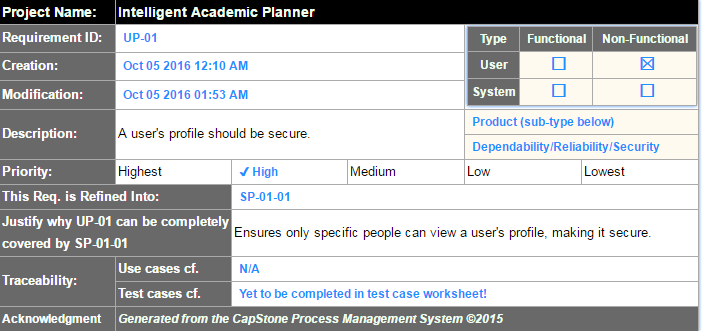 Project Name: Intelligent Academic Planner
Requirement ID: UP-01
Type Functional Non-Functional
Creation: Oct 05 2016 12:10 AM
User ☐ ☒
Modification: Oct 05 2016 01:53 AM
System ☐ ☐
Description: A user's profile should be secure.
Product (sub-type below)
Dependability/Reliability/Security
Priority: Highest ✓ High Medium Low Lowest
This Req. is Refined Into: SP-01-01
Justify why UP-01 can be completely
covered by SP-01-01
Ensures only specific people can view a user's profile, making it secure.
Traceability:
Use cases cf. N/A
Test cases cf. Yet to be completed in test case worksheet!
Acknowledgment Generated from the CapStone Process Management System ©2015